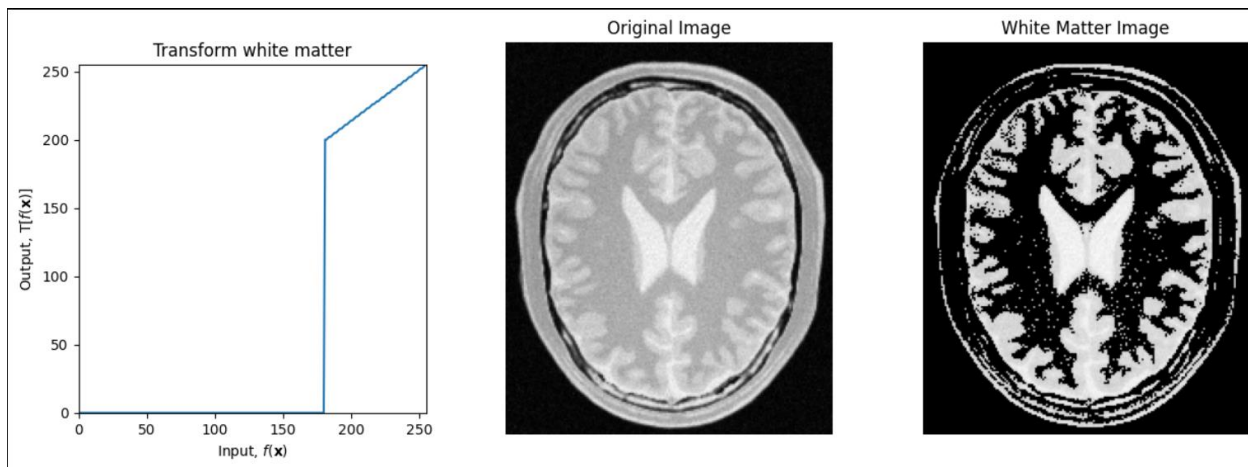 Transform white matter
250
200
150
100
50
0
Output, T[f(x)]
0 50 100 150 200 250
Input, f(x)
Original Image
White Matter Image